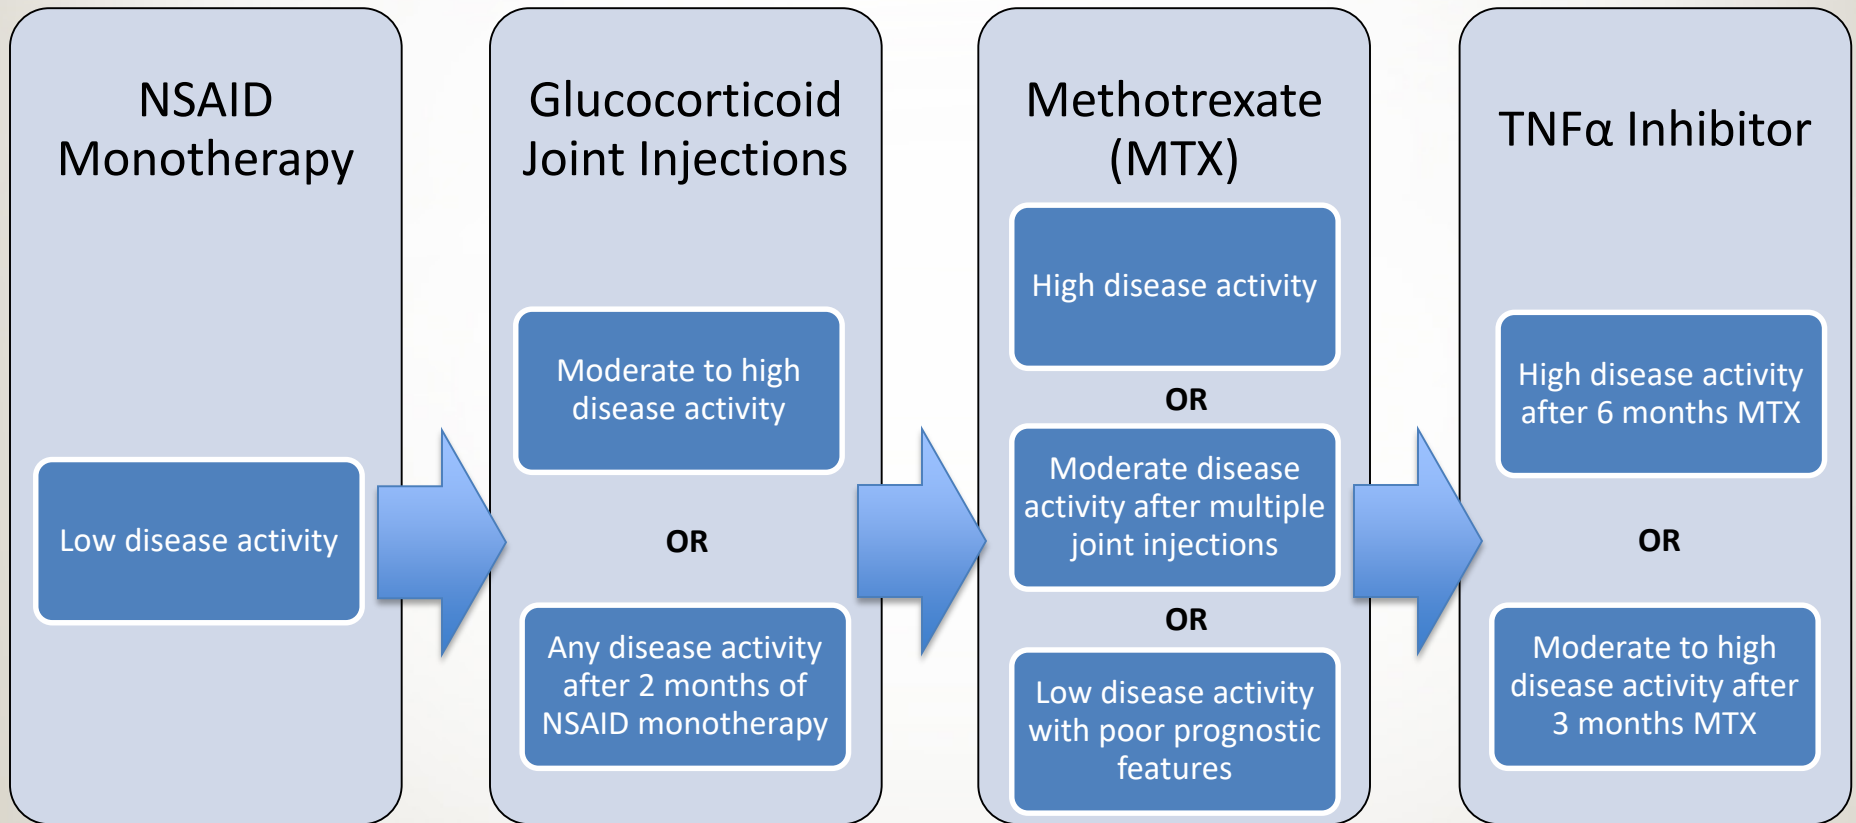 NSAID
Monotherapy
Low disease activity
Glucocorticoid
Joint Injections
Moderate to high
disease activity
OR
Any disease activity
after 2 months of
NSAID monotherapy
Methotrexate
(MTX)
High disease activity
OR
Moderate disease
activity after multiple
joint injections
OR
Low disease activity
with poor prognostic
features
TNFα Inhibitor
High disease activity
after 6 months MTX
OR
Moderate to high
disease activity after
3 months MTX